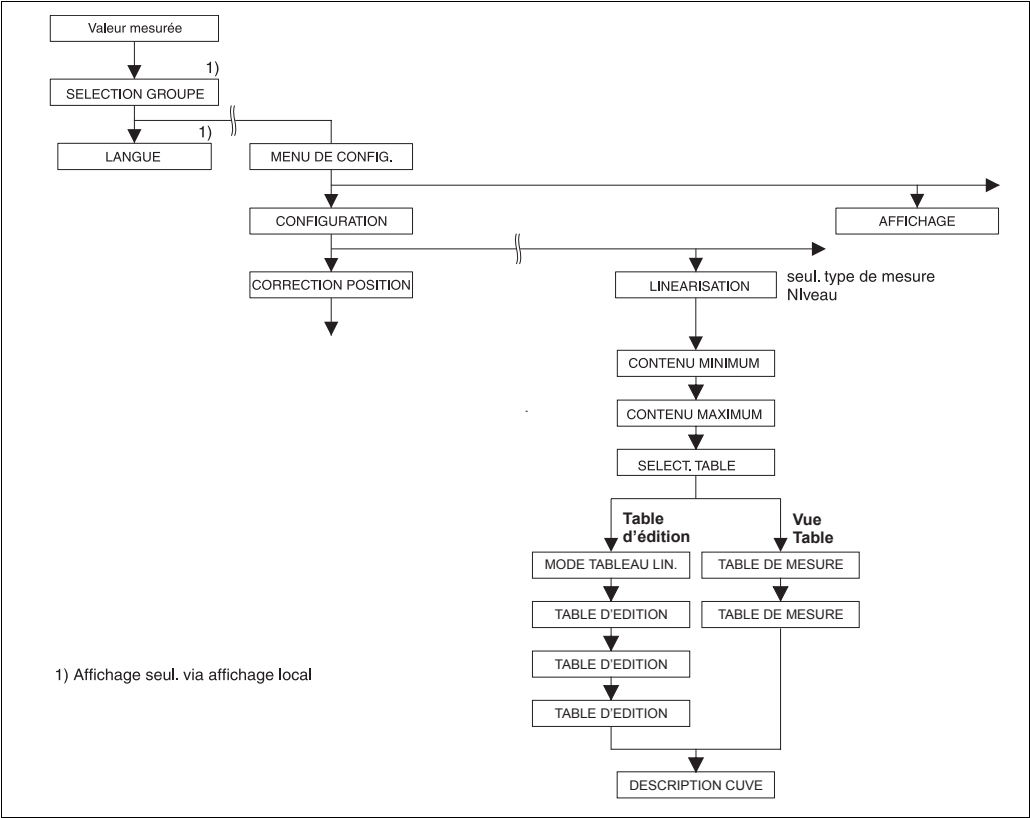 Valeur mesurée
1)
SELECTION GROUPE
1)
LANGUE
MENU DE CONFIG.
CONFIGURATION
AFFICHAGE
CORRECTION POSITION
LINEARISATION
seul. type de mesure
NIveau
CONTENU MINIMUM
CONTENU MAXIMUM
SELECT. TABLE
Table
d'édition
Vue
Table
MODE TABLEAU LIN.
TABLE DE MESURE
TABLE D'EDITION
TABLE DE MESURE
TABLE D'EDITION
1) Affichage seul. via affichage local
TABLE D'EDITION
DESCRIPTION CUVE